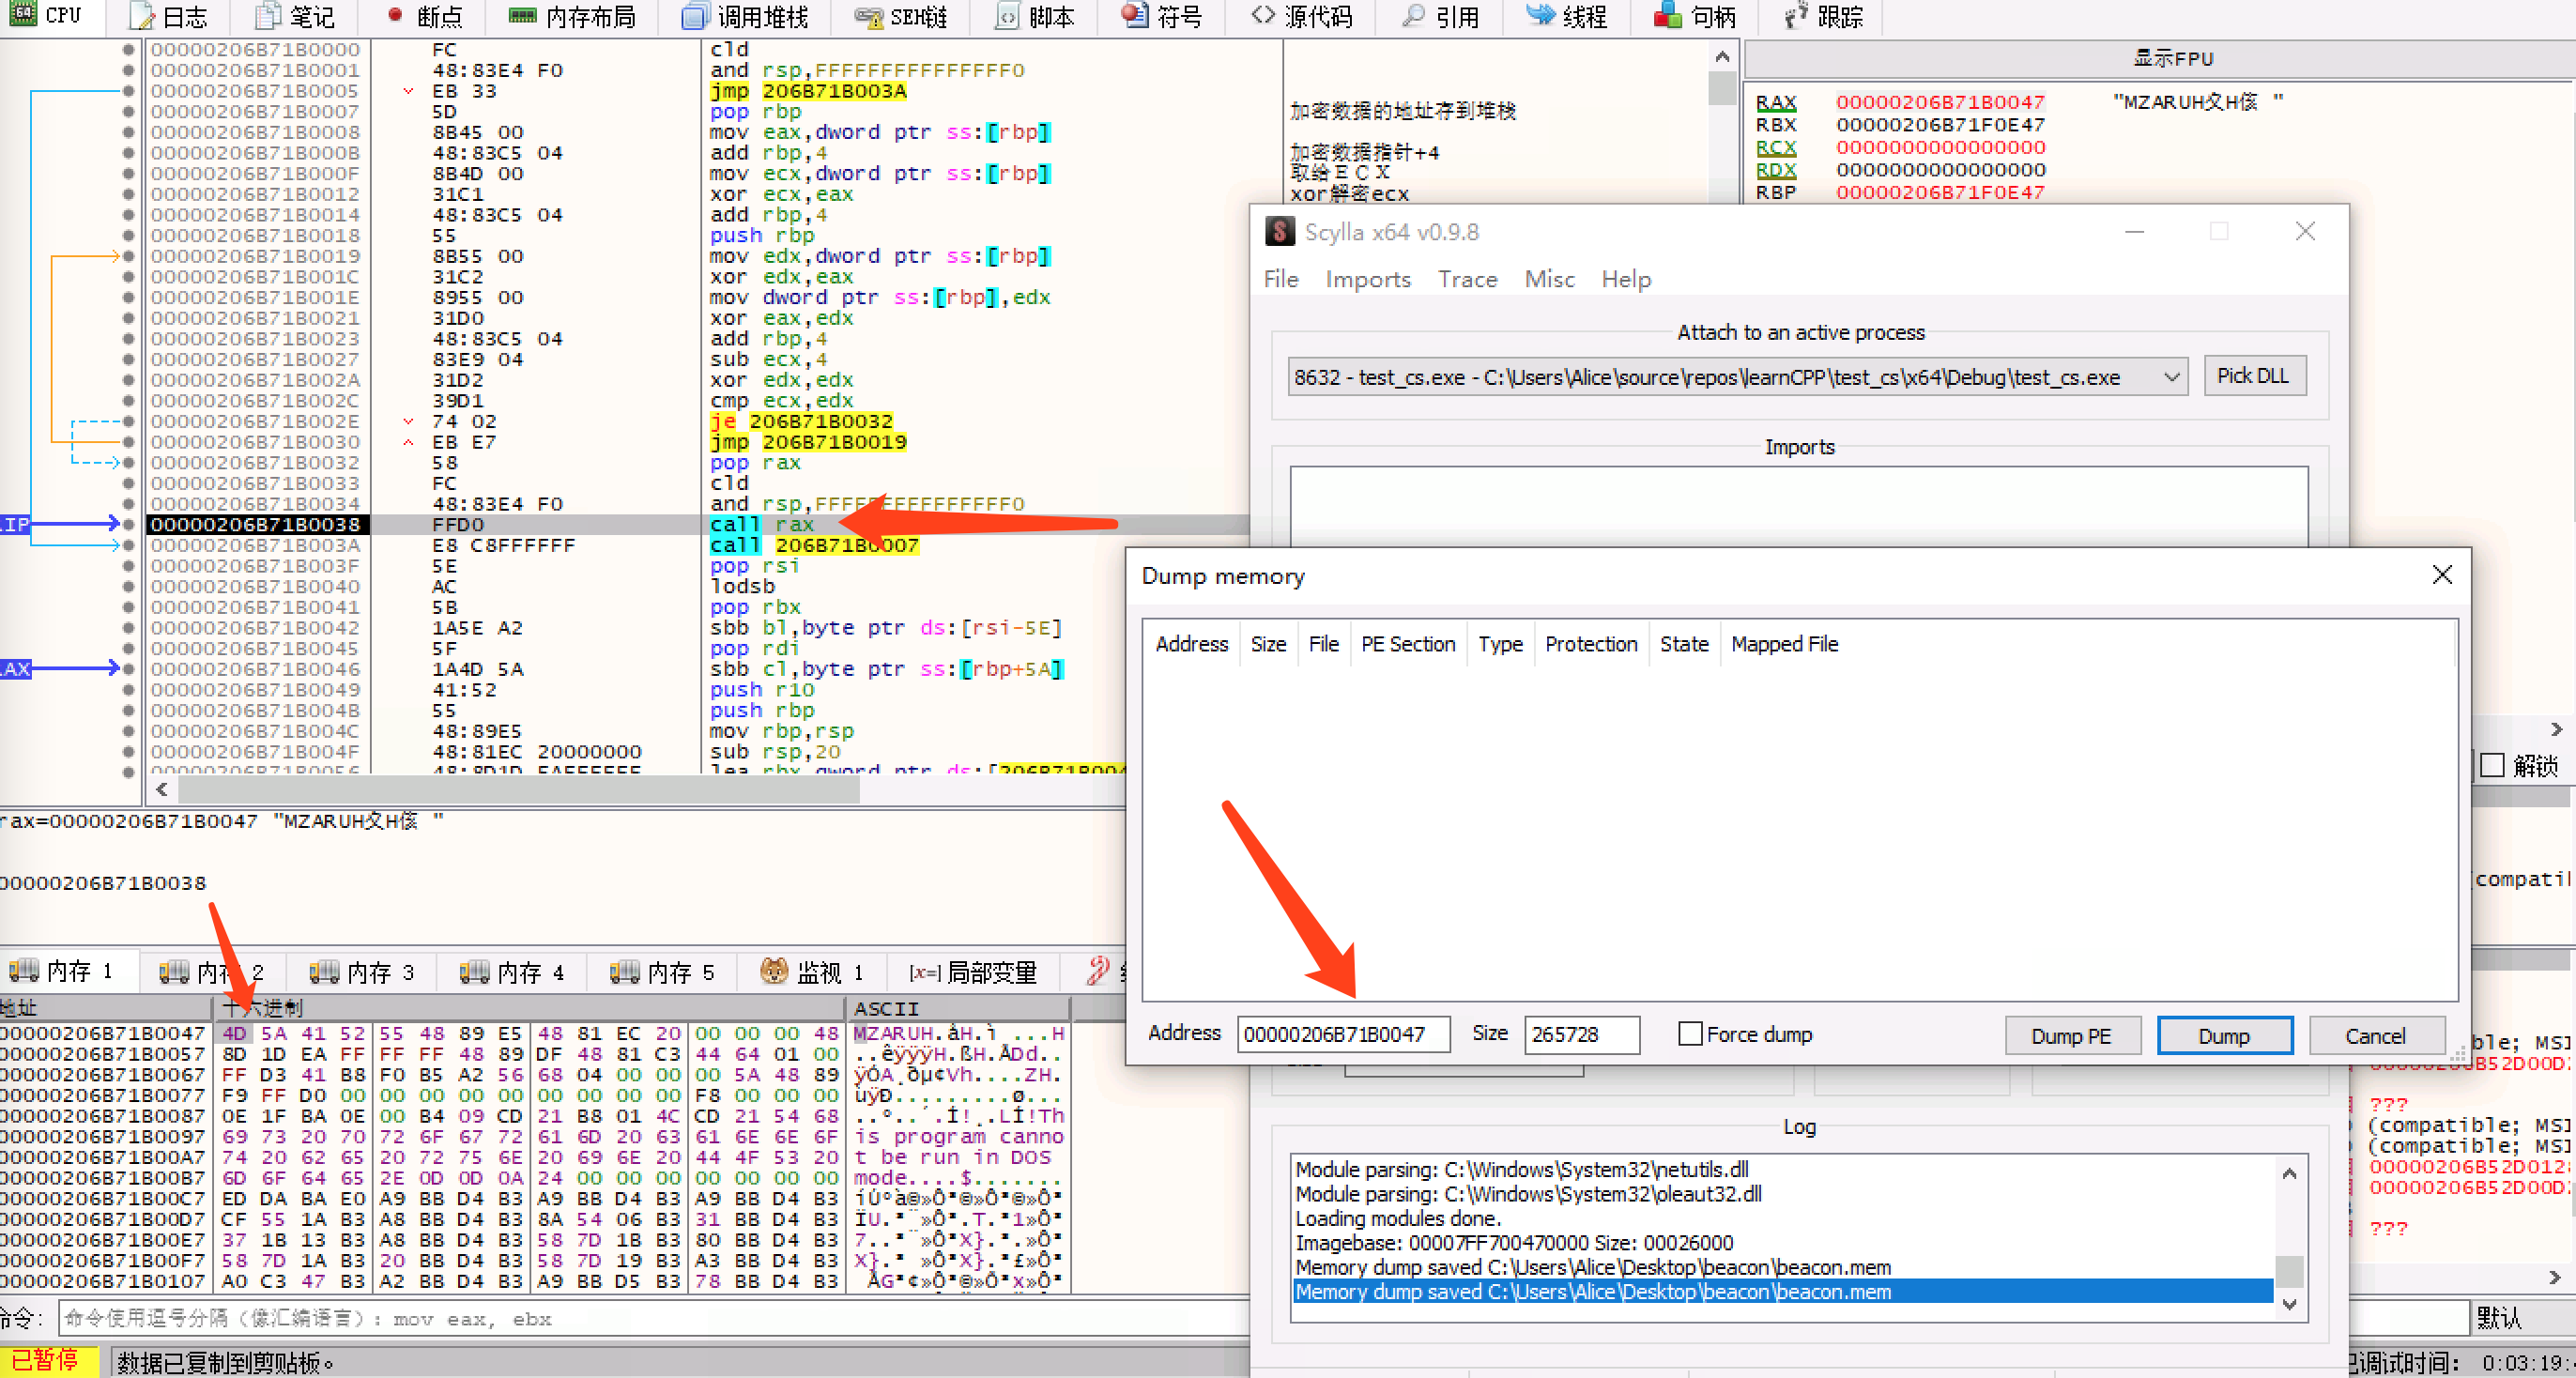 CPU 日志 笔记 断点 内存布局 调用堆栈 SEH链 脚本 符号 源代码 引用 线程 句柄 跟踪
00000206B71B0000 FC cld
00000206B71B0001 48:83E4 F0 and rsp,FFFFFFFFFFFFFFF0
00000206B71B0005 EB 33 jmp 206B71B003A
00000206B71B0007 5D pop rbp 加密数据的地址存到堆栈
00000206B71B0008 8B45 00 mov eax,dword ptr ss:[rbp]
00000206B71B000B 48:83C5 04 add rbp,4 加密数据指针+4
00000206B71B000F 8B4D 00 mov ecx,dword ptr ss:[rbp] 取给ECX
00000206B71B0012 31C1 xor ecx,eax xor解密ecx
00000206B71B0014 48:83C5 04 add rbp,4
00000206B71B0018 55 push rbp
00000206B71B0019 8B55 00 mov edx,dword ptr ss:[rbp]
00000206B71B001C 31C2 xor edx,eax
00000206B71B001E 8955 00 mov dword ptr ss:[rbp],edx
00000206B71B0021 31D0 xor eax,edx
00000206B71B0023 48:83C5 04 add rbp,4
00000206B71B0027 83E9 04 sub ecx,4
00000206B71B002A 31D2 xor edx,edx
00000206B71B002C 39D1 cmp ecx,edx
00000206B71B002E 74 02 je 206B71B0032
00000206B71B0030 EB E7 jmp 206B71B0019
00000206B71B0032 58 pop rax
00000206B71B0033 FC cld
00000206B71B0034 48:83E4 F0 and rsp,FFFFFFFFFFFFFFF0
IP 00000206B71B0038 FFD0 call rax
00000206B71B003A E8 C8FFFFFF call 206B71B0007
00000206B71B003F 5E pop rsi
00000206B71B0040 AC lodsb
00000206B71B0041 5B pop rbx
00000206B71B0042 1A5E A2 sbb bl,byte ptr ds:[rsi-5E]
00000206B71B0045 5F pop rdi
AX 00000206B71B0046 1A4D 5A sbb cl,byte ptr ss:[rbp+5A]
00000206B71B0049 41:52 push r10
00000206B71B004B 55 push rbp
00000206B71B004C 48:89E5 mov rbp,rsp
00000206B71B004F 48:81EC 20000000 sub rsp,20
显示FPU
RAX 00000206B71B0047 "MZARUH夊H侅 "
RBX 00000206B71F0E47
RCX 0000000000000000
RDX 0000000000000000
RBP 00000206B71F0E47
Scylla x64 v0.9.8
File Imports Trace Misc Help
Attach to an active process
8632 - test_cs.exe - C:\Users\Alice\source\repos\learnCPP\test_cs\x64\Debug\test_cs.exe Pick DLL
Imports
Dump memory
Address Size File PE Section Type Protection State Mapped File
Address 00000206B71B0047 Size 265728 Force dump Dump PE Dump Cancel
解锁
rax=00000206B71B0047 "MZARUH夊H侅 "
00000206B71B0038
内存 1 内存 2 内存 3 内存 4 内存 5 监视 1 [x=] 局部变量
地址 十六进制 ASCII
00000206B71B0047 4D 5A 41 52 55 48 89 E5 48 81 EC 20 00 00 00 48 MZARUH.åH.ì ...H
00000206B71B0057 8D 1D EA FF FF FF 48 89 DF 48 81 C3 44 64 01 00 ..êÿÿÿH.ßH.ÃDd..
00000206B71B0067 FF D3 41 B8 F0 B5 A2 56 68 04 00 00 00 5A 48 89 ÿÓA¸ðµ¢Vh....ZH.
00000206B71B0077 F9 FF D0 00 00 00 00 00 00 00 00 00 F8 00 00 00 ùÿÐ.........ø...
00000206B71B0087 0E 1F BA 0E 00 B4 09 CD 21 B8 01 4C CD 21 54 68 ..º..´.Í!¸.LÍ!Th
00000206B71B0097 69 73 20 70 72 6F 67 72 61 6D 20 63 61 6E 6E 6F is program canno
00000206B71B00A7 74 20 62 65 20 72 75 6E 20 69 6E 20 44 4F 53 20 t be run in DOS
00000206B71B00B7 6D 6F 64 65 2E 0D 0D 0A 24 00 00 00 00 00 00 00 mode....$.......
00000206B71B00C7 ED DA BA E0 A9 BB D4 B3 A9 BB D4 B3 A9 BB D4 B3 íÚºà©»Ô³©»Ô³©»Ô³
00000206B71B00D7 CF 55 1A B3 A8 BB D4 B3 8A 54 06 B3 31 BB D4 B3 ÏU.³¨»Ô³.T.³1»Ô³
00000206B71B00E7 37 1B 13 B3 A8 BB D4 B3 58 7D 1B B3 80 BB D4 B3 7..³¨»Ô³X}.³.»Ô³
00000206B71B00F7 58 7D 1A B3 20 BB D4 B3 58 7D 19 B3 A3 BB D4 B3 X}.³ »Ô³X}.³£»Ô³
00000206B71B0107 A0 C3 47 B3 A2 BB D4 B3 A9 BB D5 B3 78 BB D4 B3 ÃG³¢»Ô³©»Õ³x»Ô³
Log
Module parsing: C:\Windows\System32\netutils.dll
Module parsing: C:\Windows\System32\oleaut32.dll
Loading modules done.
Imagebase: 00007FF700470000 Size: 00026000
Memory dump saved C:\Users\Alice\Desktop\beacon\beacon.mem
Memory dump saved C:\Users\Alice\Desktop\beacon\beacon.mem
(compatil
ble; MSI
???
(compatible; MSI
(compatible; MSI
???
命令: 命令使用逗号分隔（像汇编语言）: mov eax, ebx 默认
已暂停 数据已复制到剪贴板。 已调试时间: 0:03:19: